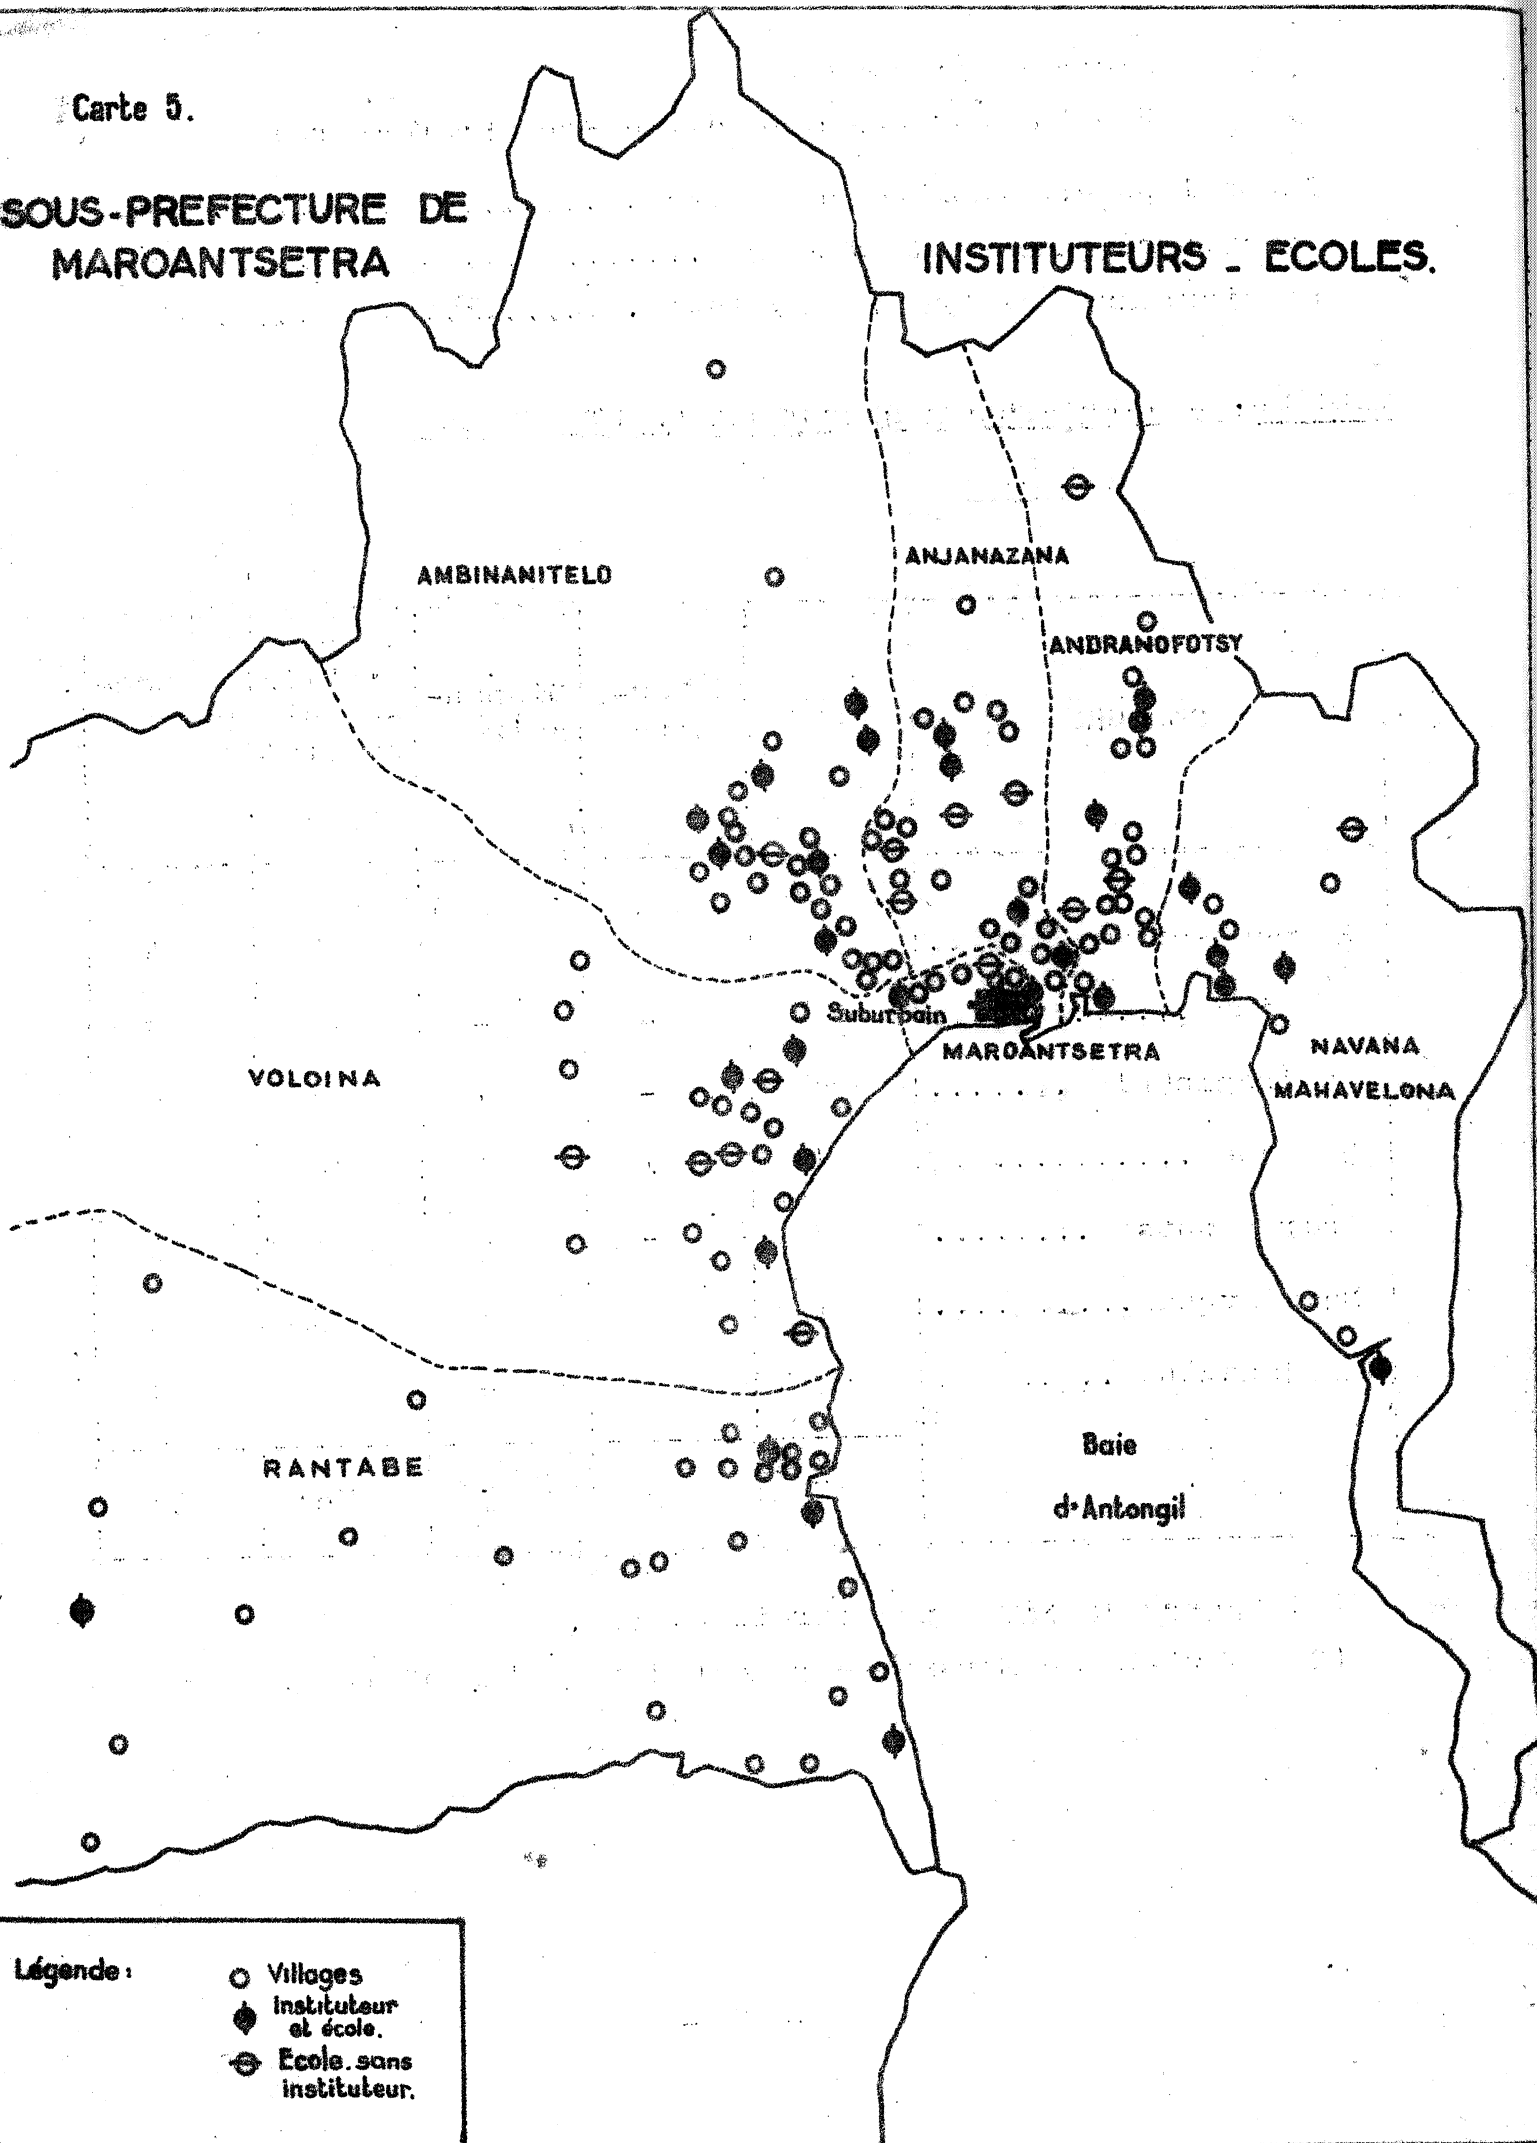 Carte 5.
SOUS-PREFECTURE DE
MAROANTSETRA
INSTITUTEURS - ECOLES.
AMBINANITELO
ANJANAZANA
ANDRANOFOTSY
Suburbain
MAROANTSETRA
NAVANA
MAHAVELONA
VOLOINA
RANTABE
Baie
d'Antongil
Légende :
Villages
Instituteur
et école.
Ecole sans
instituteur.